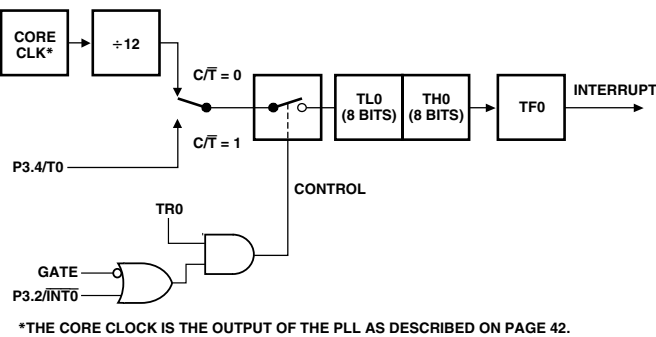 CORE
CLK*
÷12
C/T̅ = 0
TL0
(8 BITS)
TH0
(8 BITS)
TF0
INTERRUPT
C/T̅ = 1
P3.4/T0
CONTROL
TR0
GATE
P3.2/I̅N̅T̅0̅
*THE CORE CLOCK IS THE OUTPUT OF THE PLL AS DESCRIBED ON PAGE 42.